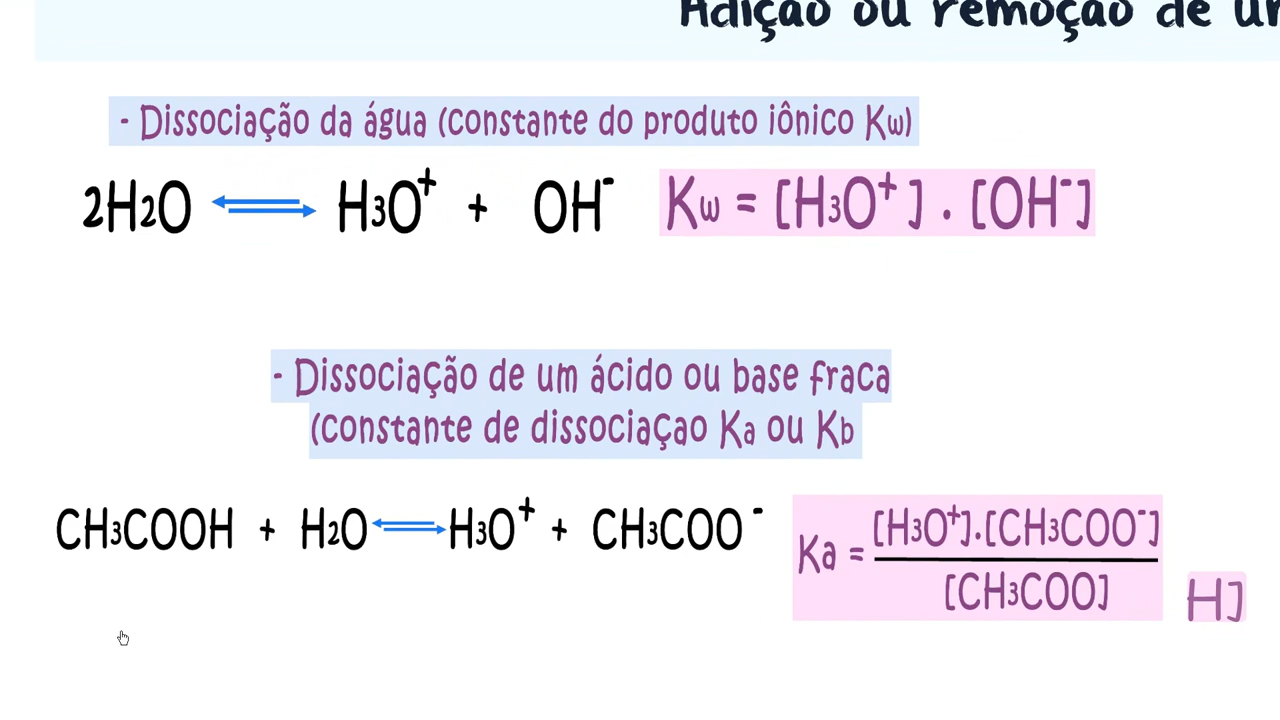 Adição ou remoção de
- Dissociação da água (constante do produto iônico Kw)
2H2O H3O+ + OH- Kw = [H3O+] . [OH-]
- Dissociação de um ácido ou base fraca
(constante de dissociaçao Ka ou Kb
CH3COOH + H2O H3O+ + CH3COO- Ka = [H3O+].[CH3COO-]
[CH3COO] H]